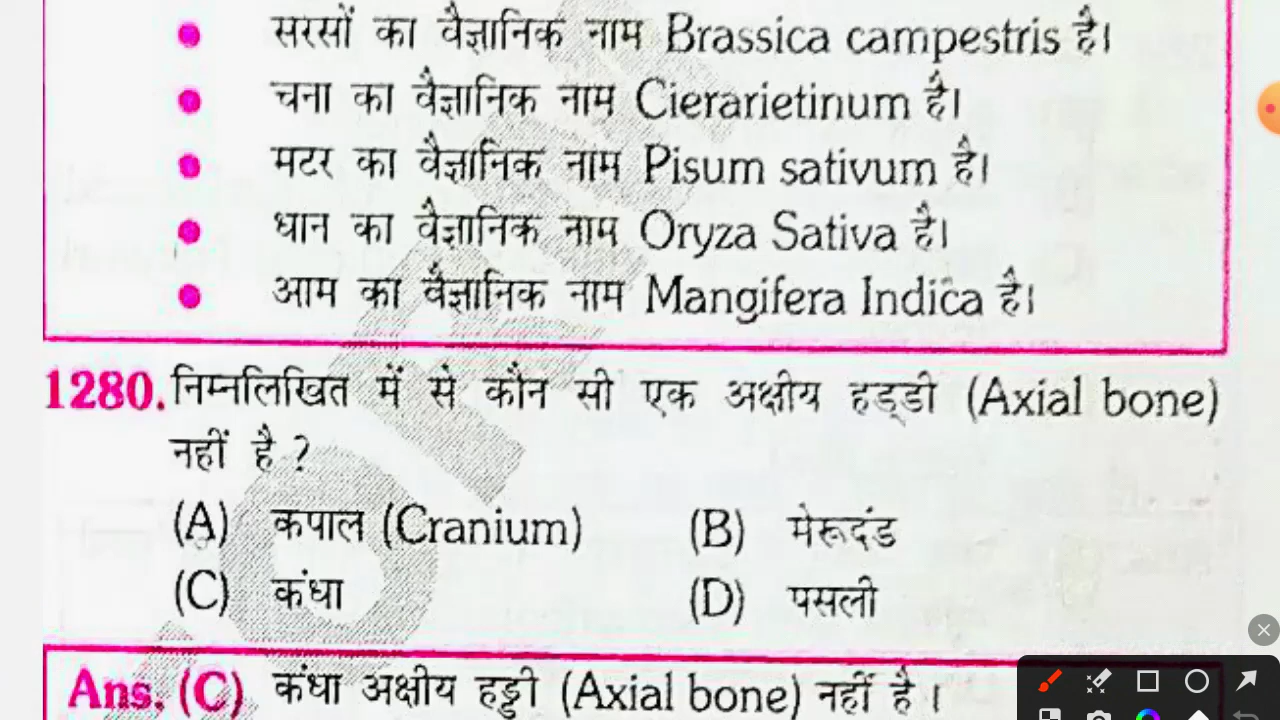 सरसों का वैज्ञानिक नाम Brassica campestris है।
चना का वैज्ञानिक नाम Cierarietinum है।
मटर का वैज्ञानिक नाम Pisum sativum है।
धान का वैज्ञानिक नाम Oryza Sativa है।
आम का वैज्ञानिक नाम Mangifera Indica है।
1280. निम्नलिखित में से कौन सी एक अक्षीय हड्डी (Axial bone)
नहीं है ?
(A) कपाल (Cranium) (B) मेरूदंड
(C) कंधा (D) पसली
Ans. (C) कंधा अक्षीय हड्डी (Axial bone) नहीं है ।